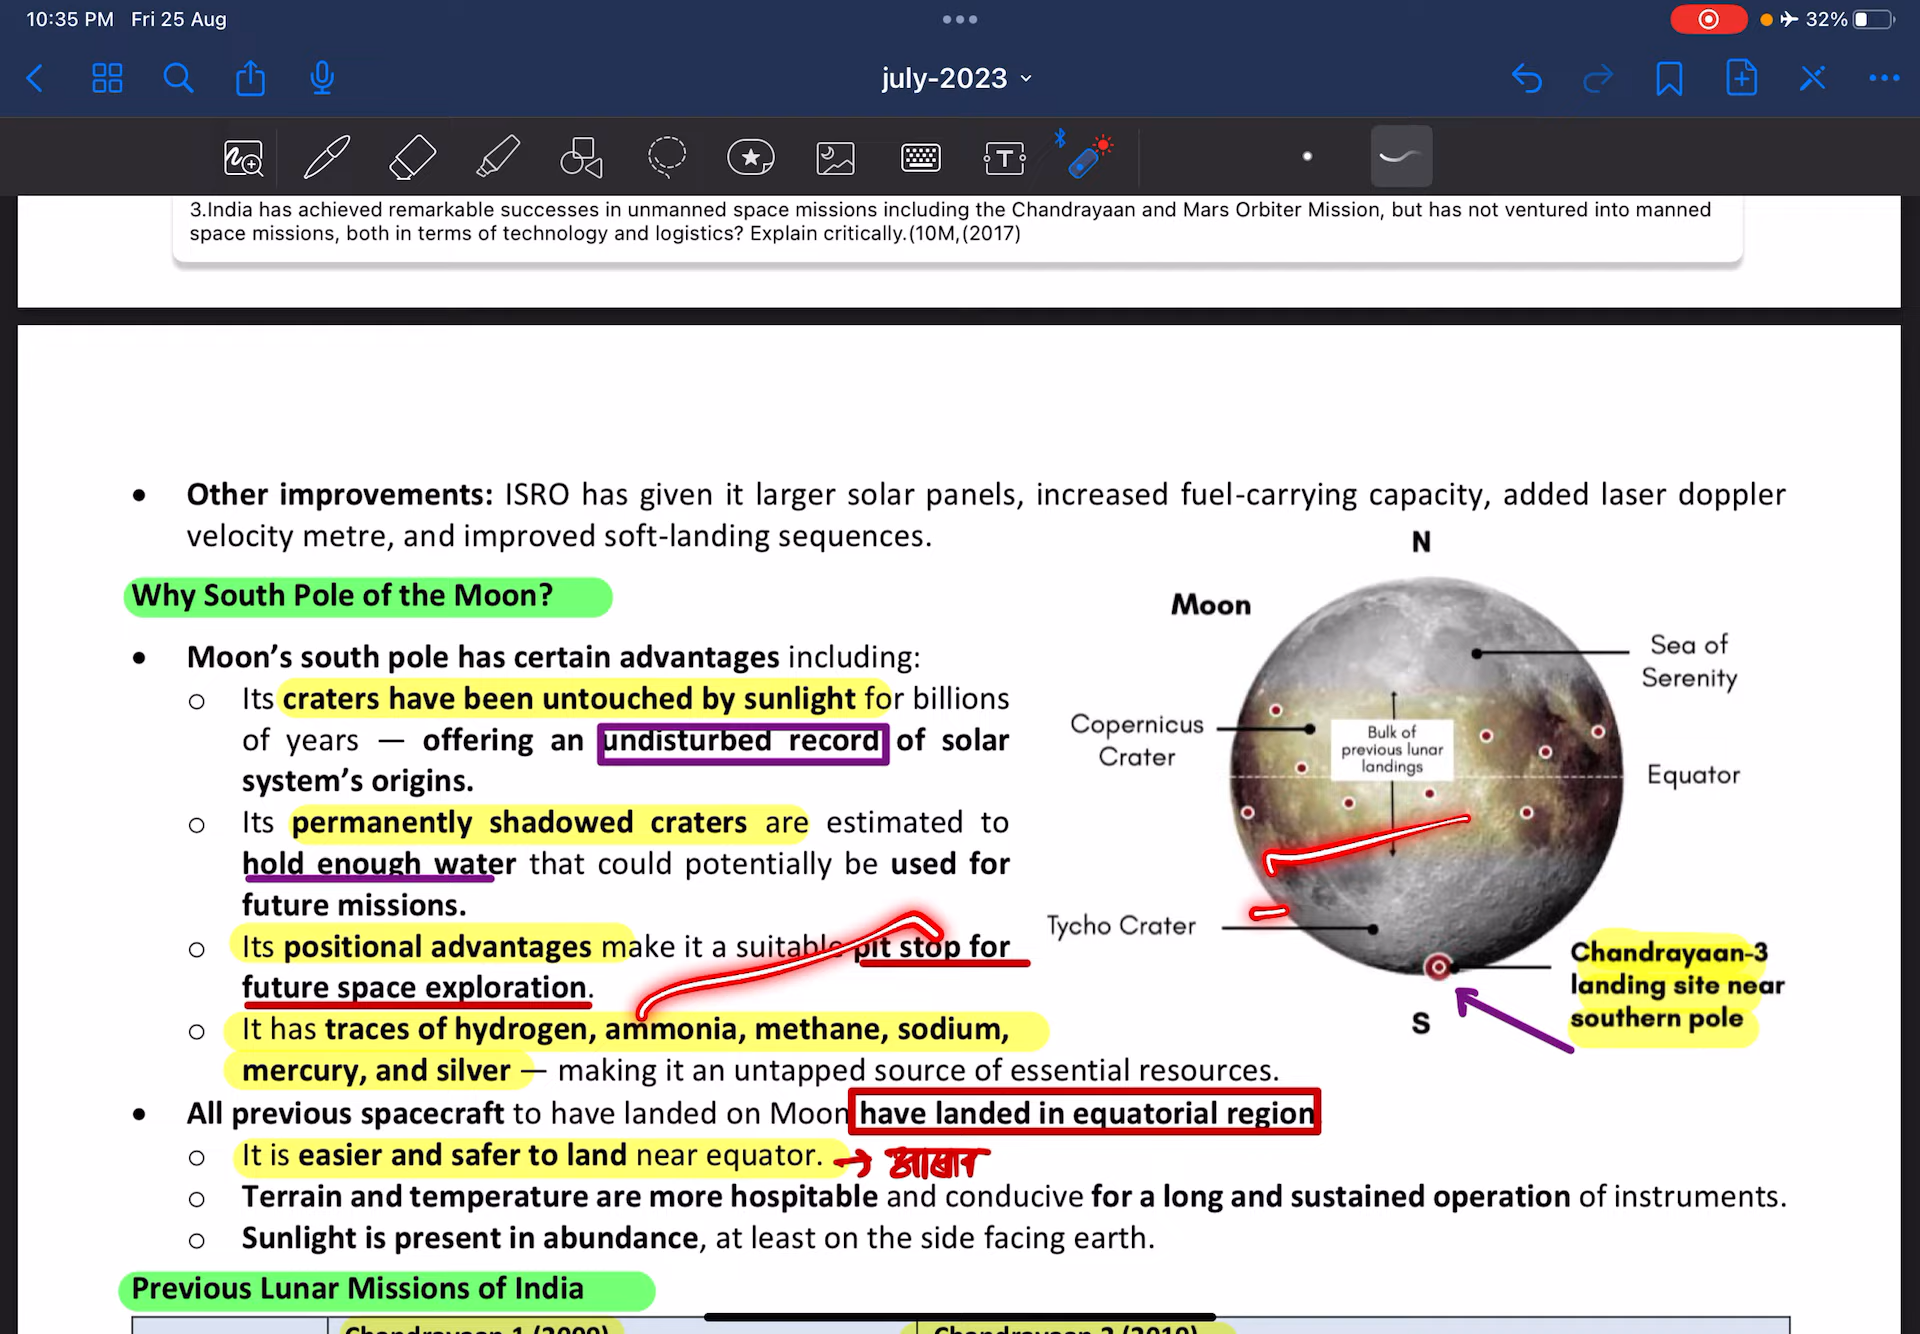 10:35 PM Fri 25 Aug
32%
july-2023
3.India has achieved remarkable successes in unmanned space missions including the Chandrayaan and Mars Orbiter Mission, but has not ventured into manned
space missions, both in terms of technology and logistics? Explain critically.(10M,(2017)
• Other improvements: ISRO has given it larger solar panels, increased fuel-carrying capacity, added laser doppler
velocity metre, and improved soft-landing sequences.
Why South Pole of the Moon?
• Moon's south pole has certain advantages including:
o Its craters have been untouched by sunlight for billions
of years — offering an undisturbed record of solar
system's origins.
o Its permanently shadowed craters are estimated to
hold enough water that could potentially be used for
future missions.
o Its positional advantages make it a suitable pit stop for
future space exploration.
o It has traces of hydrogen, ammonia, methane, sodium,
mercury, and silver — making it an untapped source of essential resources.
• All previous spacecraft to have landed on Moon have landed in equatorial region
o It is easier and safer to land near equator. → आसान
o Terrain and temperature are more hospitable and conducive for a long and sustained operation of instruments.
o Sunlight is present in abundance, at least on the side facing earth.
N
Moon
Sea of
Serenity
Copernicus
Crater
Bulk of
previous lunar
landings
Equator
Tycho Crater
Chandrayaan-3
landing site near
southern pole
S
Previous Lunar Missions of India
Chandrayaan-1 (2009)
Chandrayaan-2 (2019)